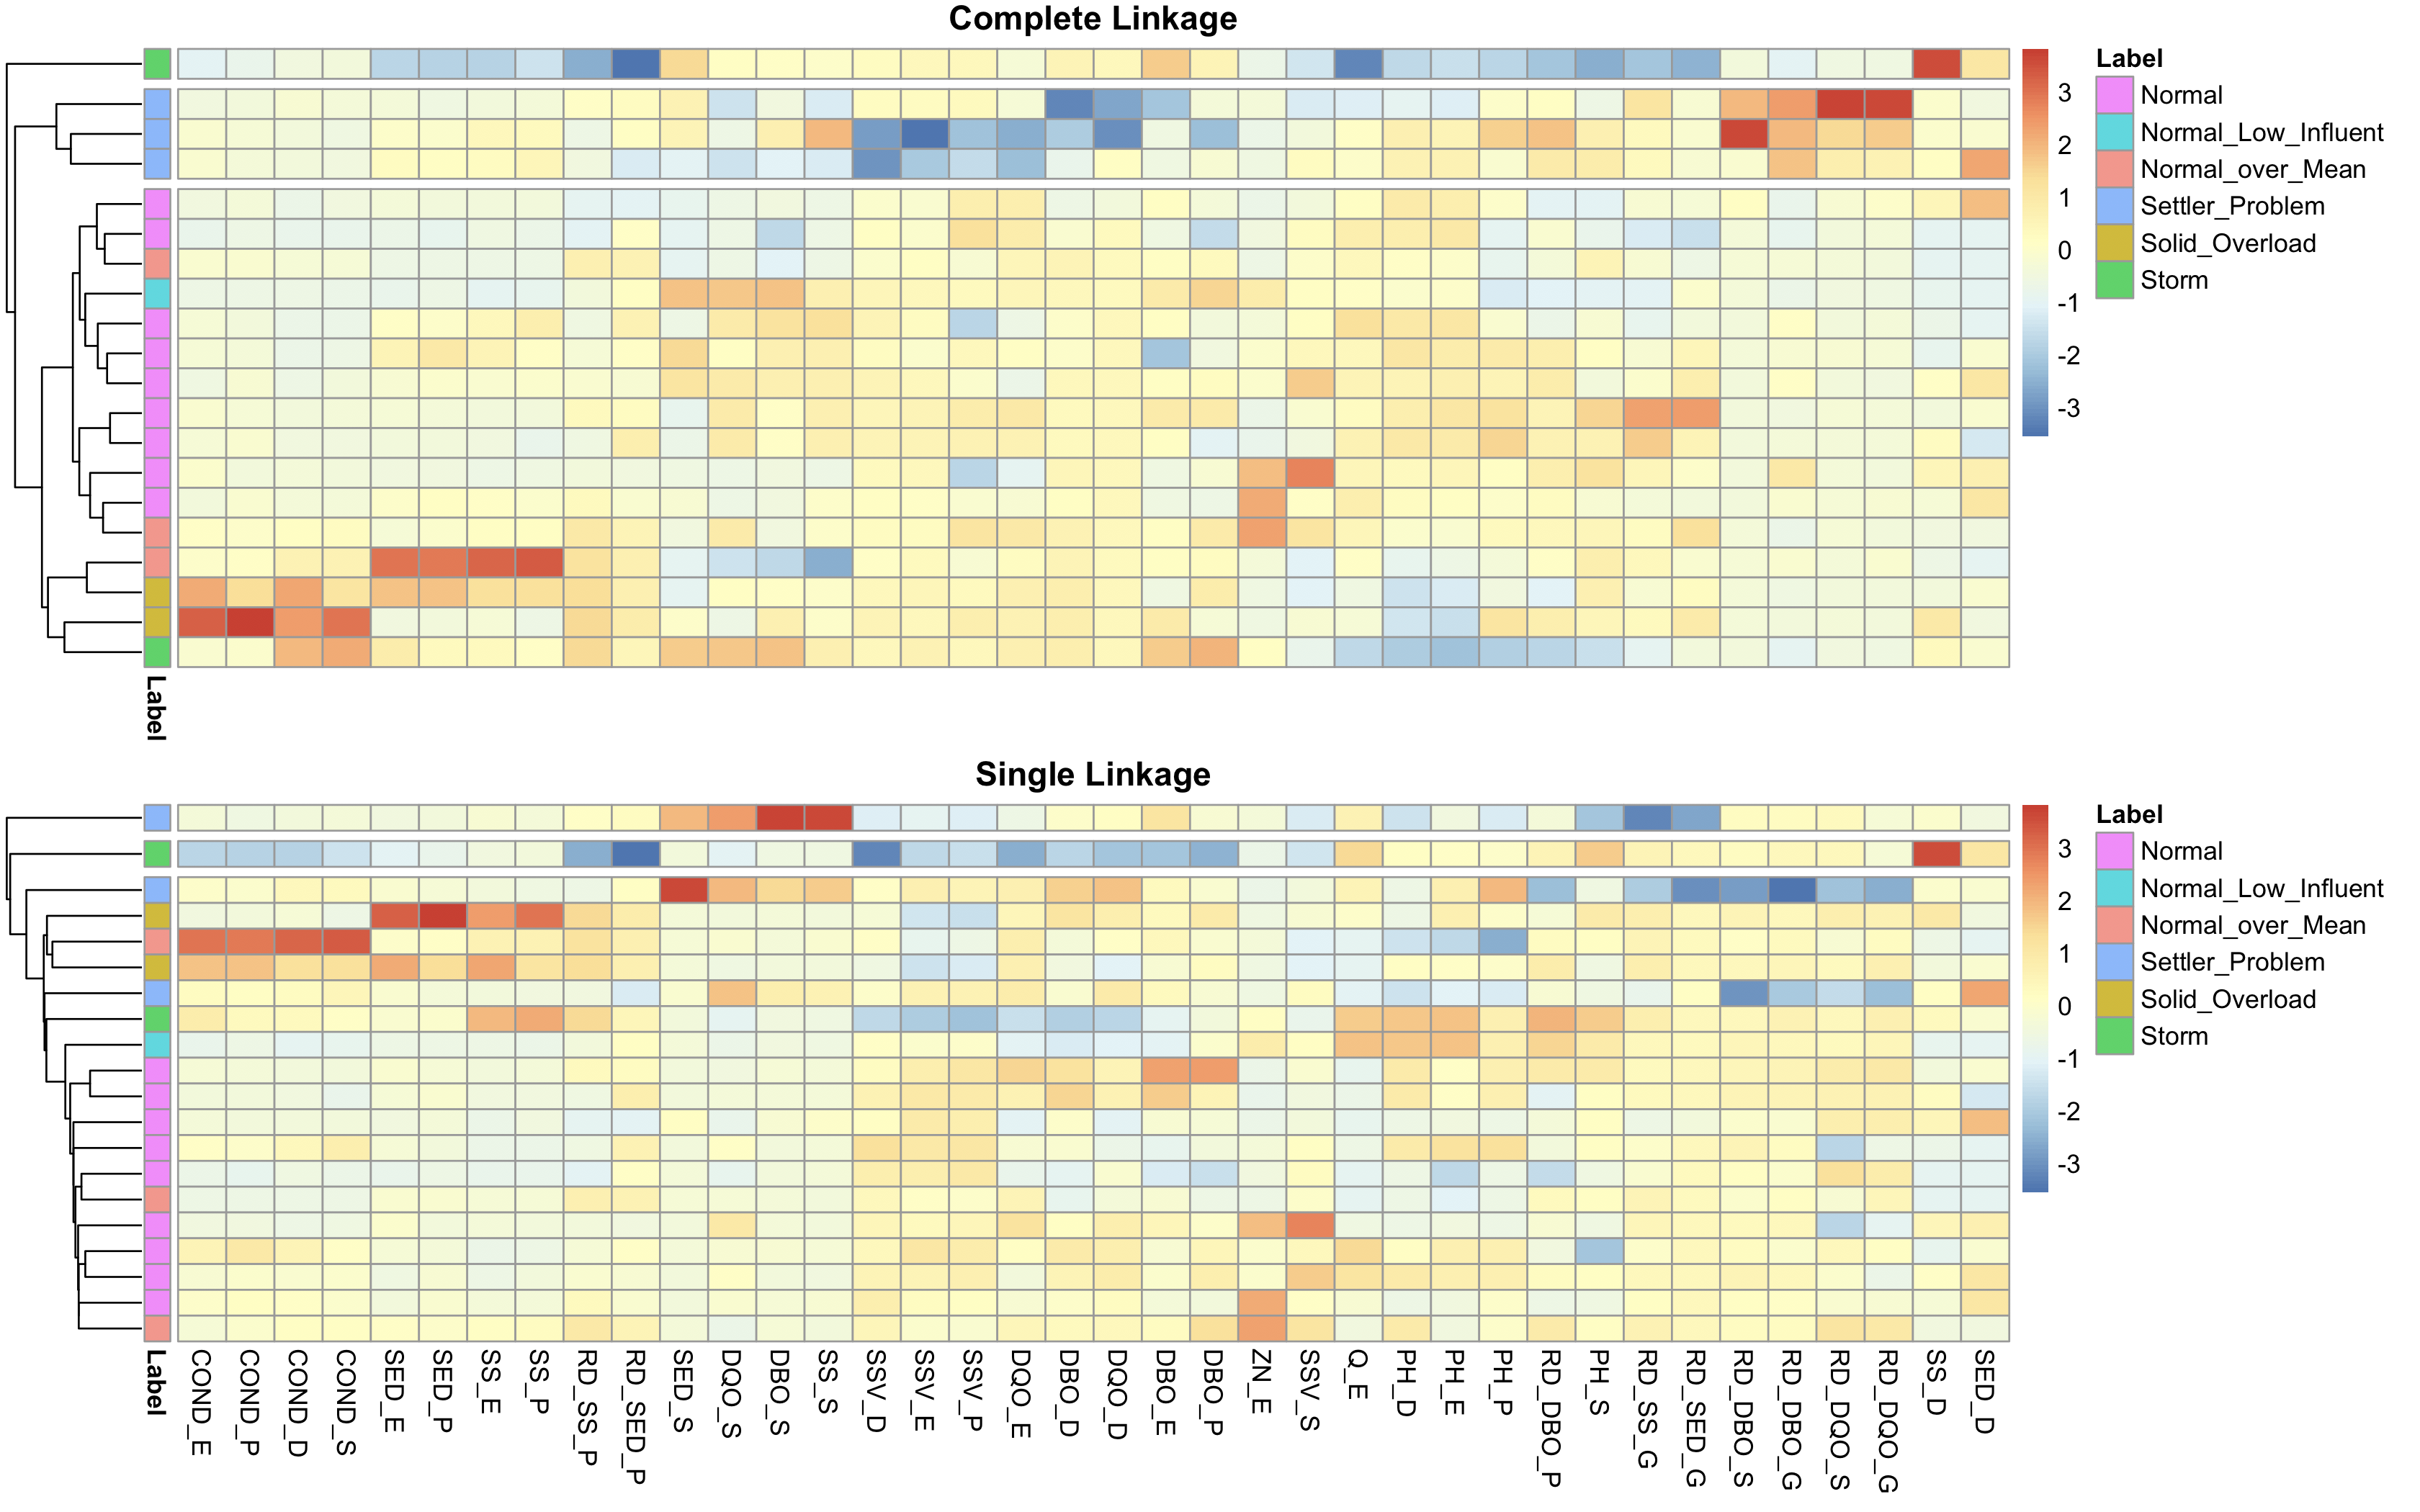 Complete Linkage
Label
Normal
Normal_Low_Influent
Normal_over_Mean
Settler_Problem
Solid_Overload
Storm
3
2
1
0
-1
-2
-3
Label
Single Linkage
Label
Normal
Normal_Low_Influent
Normal_over_Mean
Settler_Problem
Solid_Overload
Storm
3
2
1
0
-1
-2
-3
Label
COND_E
COND_P
COND_D
COND_S
SED_E
SED_P
SS_E
SS_P
RD_SS_P
RD_SED_P
SED_S
DQO_S
DBO_S
SS_S
SSV_D
SSV_E
SSV_P
DQO_E
DBO_D
DQO_D
DBO_E
DBO_P
ZN_E
SSV_S
Q_E
PH_D
PH_E
PH_P
RD_DBO_P
PH_S
RD_SS_G
RD_SED_G
RD_DBO_S
RD_DBO_G
RD_DQO_S
RD_DQO_G
SS_D
SED_D